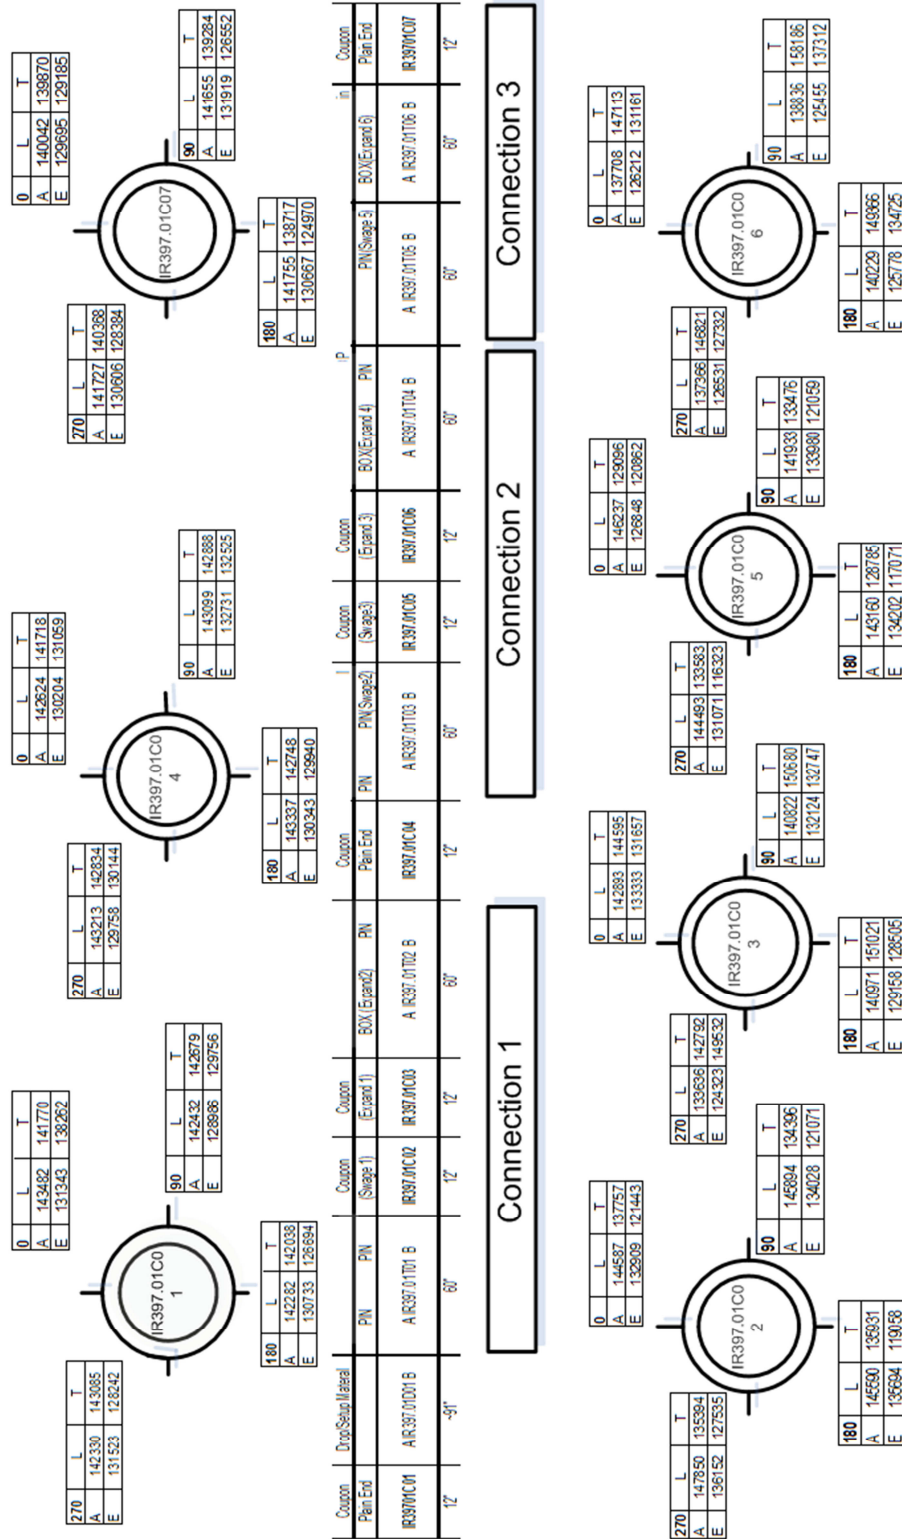 0 L T
A 143482 141770
E 131343 138262
270 L T
A 142330 143085
E 131523 128242
IR397.01C0
1
90 L T
A 142432 142679
E 128986 129756
180 L T
A 142282 142038
E 130733 126694
0 L T
A 142624 141718
E 130204 131059
270 L T
A 143213 142834
E 129758 130144
IR397.01C0
4
90 L T
A 143099 142888
E 132731 132525
180 L T
A 143337 142748
E 130343 129940
0 L T
A 140042 139870
E 129695 129185
270 L T
A 141727 140368
E 130606 128384
IR397.01C07
90 L T
A 141655 139284
E 131919 126552
180 L T
A 141755 138717
E 130667 124970
Coupon Drop/Setup Material Coupon Coupon Coupon 1 Coupon Coupon IP in Coupon
Plain End PIN PIN (Swage 1) (Expand 1) BOX (Expand2) PIN Plain End PIN PIN(Swage2) (Swage3) (Expand 3) BOX(Expand 4) PIN PIN(Swage 5) BOX(Expand 6) Plain End
IR39701C01 A IR397.01D01 B A IR397.01T01 B IR397.01C02 IR397.01C03 A IR397.01T02 B IR397.01C04 A IR397.01T03 B IR397.01C05 IR397.01C06 A IR397.01T04 B A IR397.01T05 B A IR397.01T06 B IR39701C07
12" ~91" 60" 12" 12" 60" 12" 60" 12" 12" 60" 60" 60" 12"
Connection 1 Connection 2 Connection 3
0 L T
A 144587 137757
E 132909 121443
270 L T
A 147850 135394
E 136152 127535
IR397.01C0
2
90 L T
A 145894 134396
E 134028 121071
180 L T
A 145590 135931
E 135694 119058
0 L T
A 142893 144595
E 13333 131657
270 L T
A 133636 142792
E 124323 149532
IR397.01C0
3
90 L T
A 140822 150680
E 132124 132747
180 L T
A 140971 151021
E 129158 128505
0 L T
A 146237 129096
E 126848 120862
270 L T
A 144493 133583
E 131071 116323
IR397.01C0
5
90 L T
A 141933 133476
E 133980 121059
180 L T
A 143160 128785
E 134202 117071
0 L T
A 137708 147113
E 126212 131161
270 L T
A 137366 146821
E 126531 127332
IR397.01C0
6
90 L T
A 138836 158186
E 125455 137312
180 L T
A 140229 149366
E 125778 134725